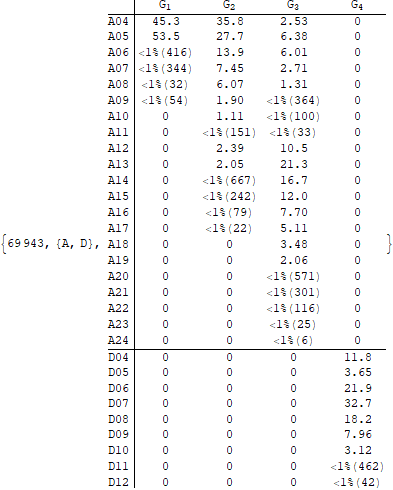 G1 G2 G3 G4
A04 45.3 35.8 2.53 0
A05 53.5 27.7 6.38 0
A06 <1%(416) 13.9 6.01 0
A07 <1%(344) 7.45 2.71 0
A08 <1%(32) 6.07 1.31 0
A09 <1%(54) 1.90 <1%(364) 0
A10 0 1.11 <1%(100) 0
A11 0 <1%(151) <1%(33) 0
A12 0 2.39 10.5 0
A13 0 2.05 21.3 0
A14 0 <1%(667) 16.7 0
A15 0 <1%(242) 12.0 0
A16 0 <1%(79) 7.70 0
A17 0 <1%(22) 5.11 0
{69943, {A, D}, A18 0 0 3.48 0 }
A19 0 0 2.06 0
A20 0 0 <1%(571) 0
A21 0 0 <1%(301) 0
A22 0 0 <1%(116) 0
A23 0 0 <1%(25) 0
A24 0 0 <1%(6) 0
D04 0 0 0 11.8
D05 0 0 0 3.65
D06 0 0 0 21.9
D07 0 0 0 32.7
D08 0 0 0 18.2
D09 0 0 0 7.96
D10 0 0 0 3.12
D11 0 0 0 <1%(462)
D12 0 0 0 <1%(42)